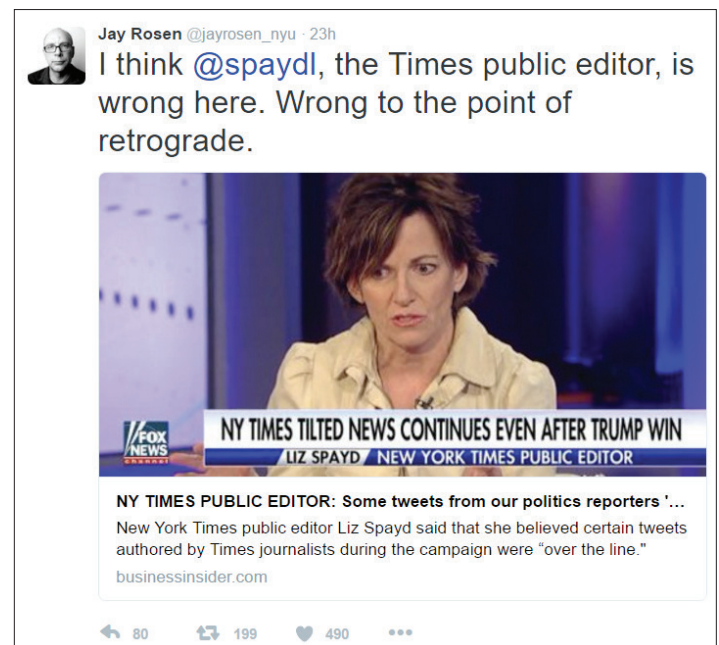 Jay Rosen @jayrosen_nyu · 23h
I think @spaydl, the Times public editor, is
wrong here. Wrong to the point of
retrograde.
FOX
NEWS
channel
NY TIMES TILTED NEWS CONTINUES EVEN AFTER TRUMP WIN
LIZ SPAYD / NEW YORK TIMES PUBLIC EDITOR
NY TIMES PUBLIC EDITOR: Some tweets from our politics reporters '...
New York Times public editor Liz Spayd said that she believed certain tweets
authored by Times journalists during the campaign were “over the line."
businessinsider.com
80 199 490 •••